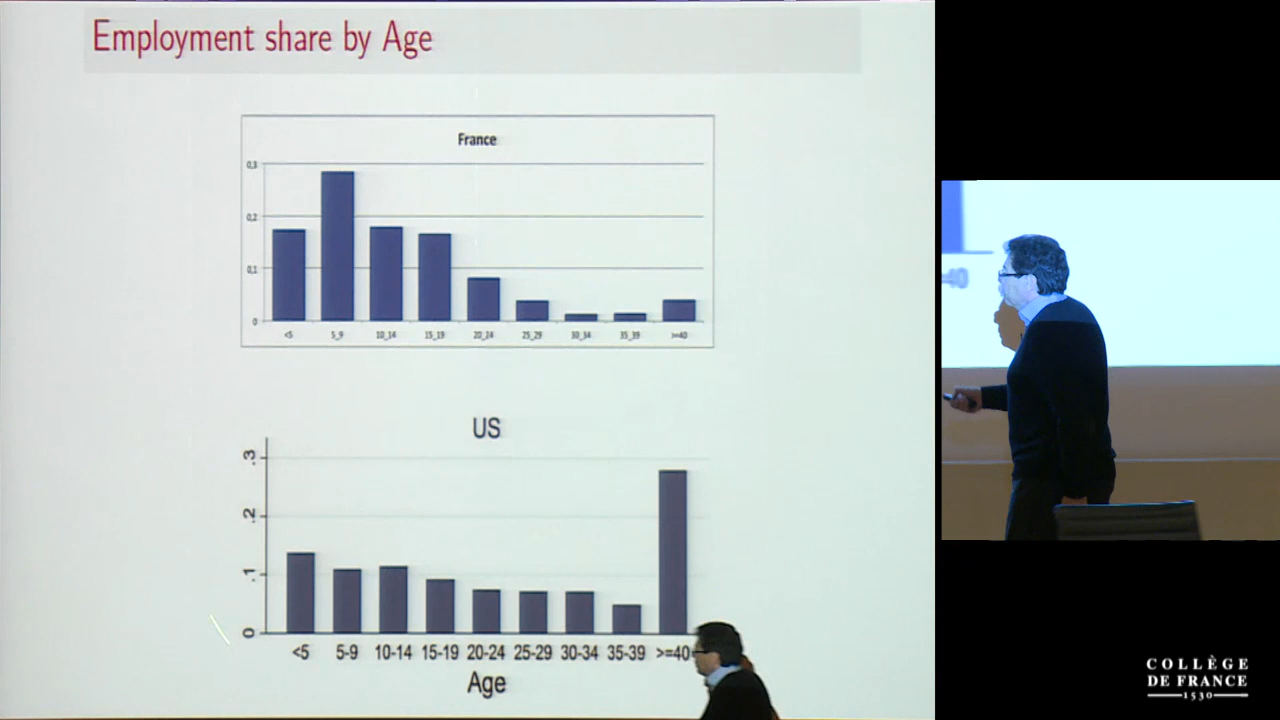 Employment share by Age
France
0,3
0,2
0,1
0
<5 5_9 10_14 15_19 20_24 25_29 30_34 35_39 >=40
US
.3
.2
.1
0
<5 5-9 10-14 15-19 20-24 25-29 30-34 35-39 >=40
Age
COLLÈGE
DE FRANCE
1530